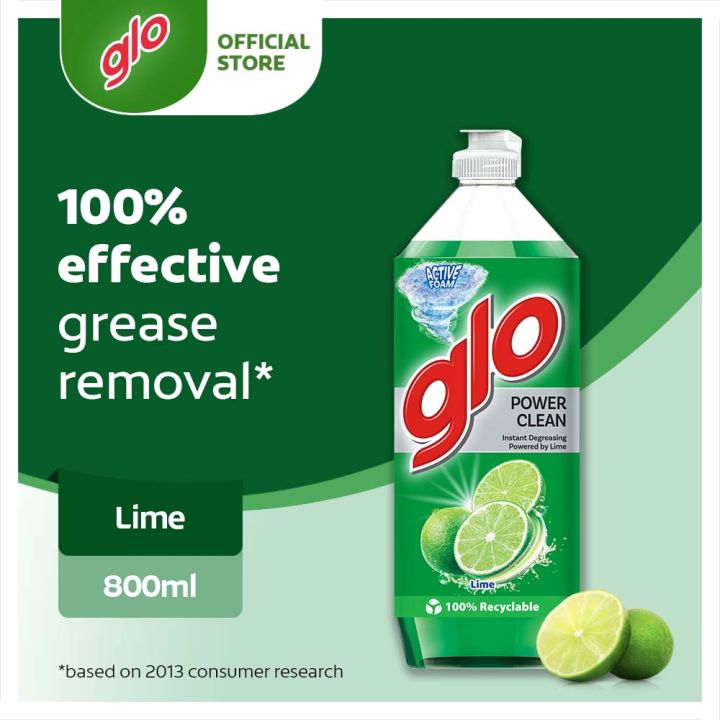 glo
OFFICIAL
STORE
100%
effective
grease
removal*
Lime
800ml
*based on 2013 consumer research
ACTIVE
FOAM
glo
POWER
CLEAN
Instant Degreasing
Powered by Lime
Lime
100% Recyclable